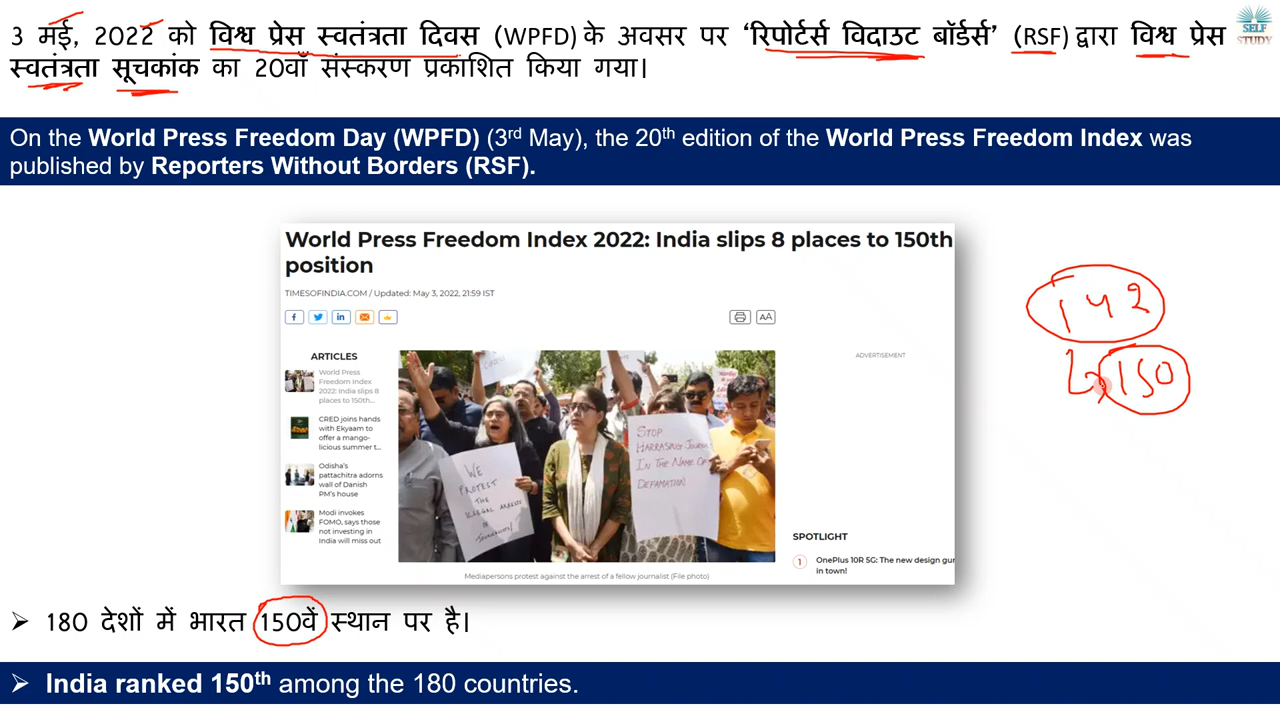 3 मई, 2022 को विश्व प्रेस स्वतंत्रता दिवस (WPFD) के अवसर पर ‘रिपोर्टर्स विदाउट बॉर्डर्स’ (RSF) द्वारा विश्व प्रेस
स्वतंत्रता सूचकांक का 20वाँ संस्करण प्रकाशित किया गया।
SELF
STUDY
On the World Press Freedom Day (WPFD) (3rd May), the 20th edition of the World Press Freedom Index was
published by Reporters Without Borders (RSF).
World Press Freedom Index 2022: India slips 8 places to 150th
position
TIMESOFINDIA.COM / Updated: May 3, 2022, 21:59 IST
AA
ARTICLES
World Press
Freedom Index
2022: India slips 8
places to 150th...
CRED joins hands
with Ekyaam to
offer a mango-
licious summer t...
Odisha's
pattachitra adorns
wall of Danish
PM's house
Modi invokes
FOMO, says those
not investing in
India will miss out
WE
PROTEST
THE
ILLEGAL ARREST
OF
JOURNALISM!
STOP
HARRASING JOURN
IN THE NAME OF
DEFAMATION
Mediapersons protest against the arrest of a fellow journalist (File photo)
ADVERTISEMENT
SPOTLIGHT
1 OnePlus 10R 5G: The new design gur
in town!
142
150
➢ 180 देशों में भारत 150वें स्थान पर है।
➢ India ranked 150th among the 180 countries.